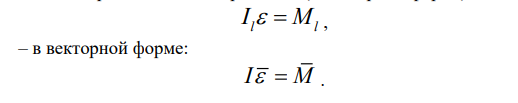 I_l ε = M_l ,
– в векторной форме:
I ε̅ = M̅ .